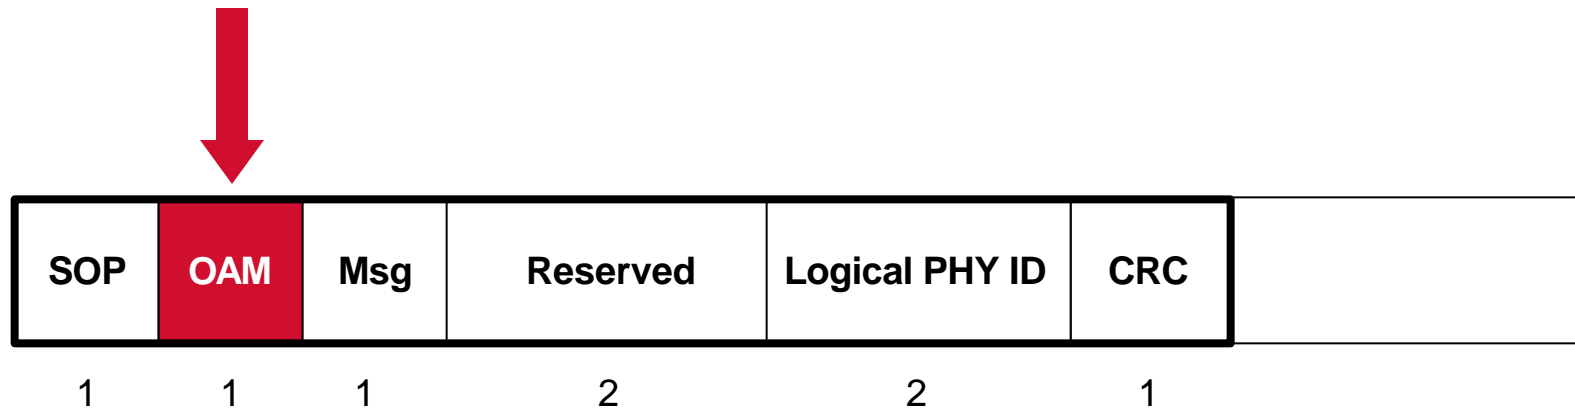 SOP OAM Msg Reserved Logical PHY ID CRC
1 1 1 2 2 1